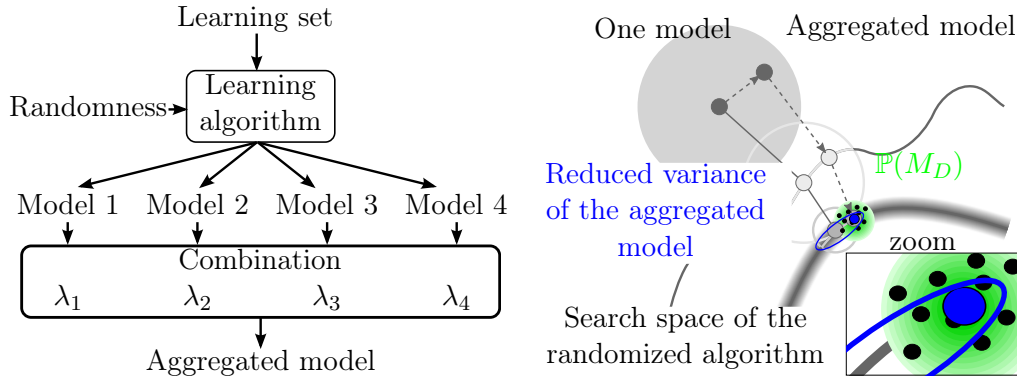 Learning set
Randomness
Learning
algorithm
Model 1 Model 2 Model 3 Model 4
Combination
λ1 λ2 λ3 λ4
Aggregated model
One model
Aggregated model
Reduced variance
of the aggregated
model
ℙ(M_D)
zoom
Search space of the
randomized algorithm